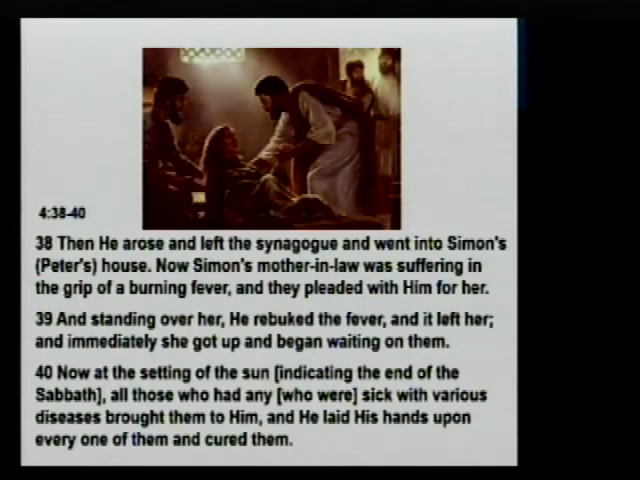 4:38-40
38 Then He arose and left the synagogue and went into Simon's
(Peter's) house. Now Simon's mother-in-law was suffering in
the grip of a burning fever, and they pleaded with Him for her.
39 And standing over her, He rebuked the fever, and it left her;
and immediately she got up and began waiting on them.
40 Now at the setting of the sun [indicating the end of the
Sabbath], all those who had any [who were] sick with various
diseases brought them to Him, and He laid His hands upon
every one of them and cured them.